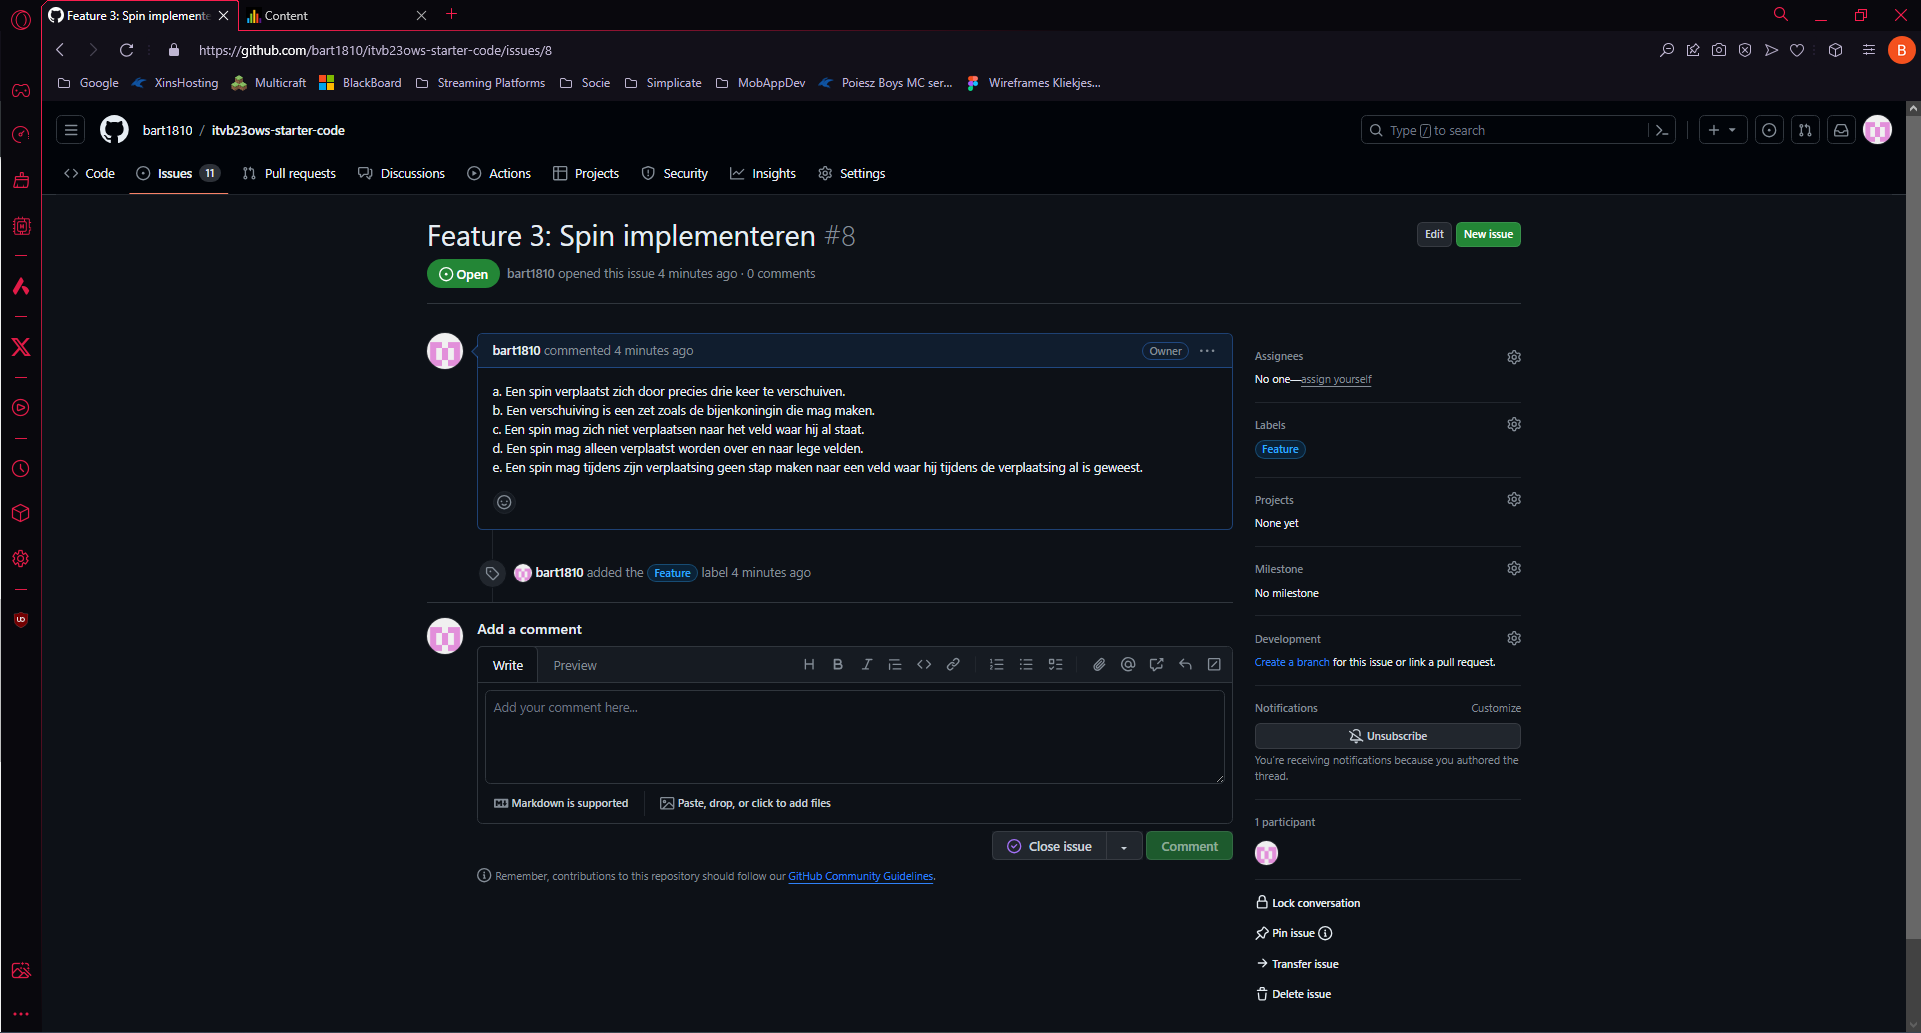 Feature 3: Spin implemente
Content
https://github.com/bart1810/itvb23ows-starter-code/issues/8
B
Google
XinsHosting
Multicraft
BlackBoard
Streaming Platforms
Socie
Simplicate
MobAppDev
Poiesz Boys MC ser...
Wireframes Kliekjes...
bart1810 / itvb23ows-starter-code
Type / to search
Code
Issues 11
Pull requests
Discussions
Actions
Projects
Security
Insights
Settings
Feature 3: Spin implementeren #8
Edit
New issue
Open
bart1810 opened this issue 4 minutes ago · 0 comments
bart1810 commented 4 minutes ago
Owner
a. Een spin verplaatst zich door precies drie keer te verschuiven.
b. Een verschuiving is een zet zoals de bijenkoningin die mag maken.
c. Een spin mag zich niet verplaatsen naar het veld waar hij al staat.
d. Een spin mag alleen verplaatst worden over en naar lege velden.
e. Een spin mag tijdens zijn verplaatsing geen stap maken naar een veld waar hij tijdens de verplaatsing al is geweest.
bart1810 added the Feature label 4 minutes ago
Add a comment
Write
Preview
Add your comment here...
Markdown is supported
Paste, drop, or click to add files
Close issue
Comment
Remember, contributions to this repository should follow our GitHub Community Guidelines.
Assignees
No one—assign yourself
Labels
Feature
Projects
None yet
Milestone
No milestone
Development
Create a branch for this issue or link a pull request.
Notifications
Customize
Unsubscribe
You're receiving notifications because you authored the
thread.
1 participant
Lock conversation
Pin issue
Transfer issue
Delete issue